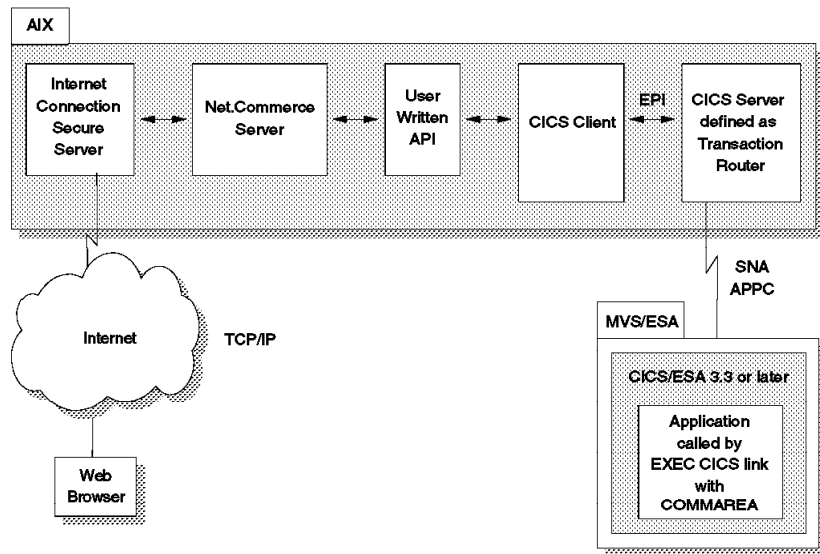 AIX
Internet
Connection
Secure
Server
Net.Commerce
Server
User
Written
API
CICS Client
EPI
CICS Server
defined as
Transaction
Router
SNA
APPC
Internet
TCP/IP
Web
Browser
MVS/ESA
CICS/ESA 3.3 or later
Application
called by
EXEC CICS link
with
COMMAREA